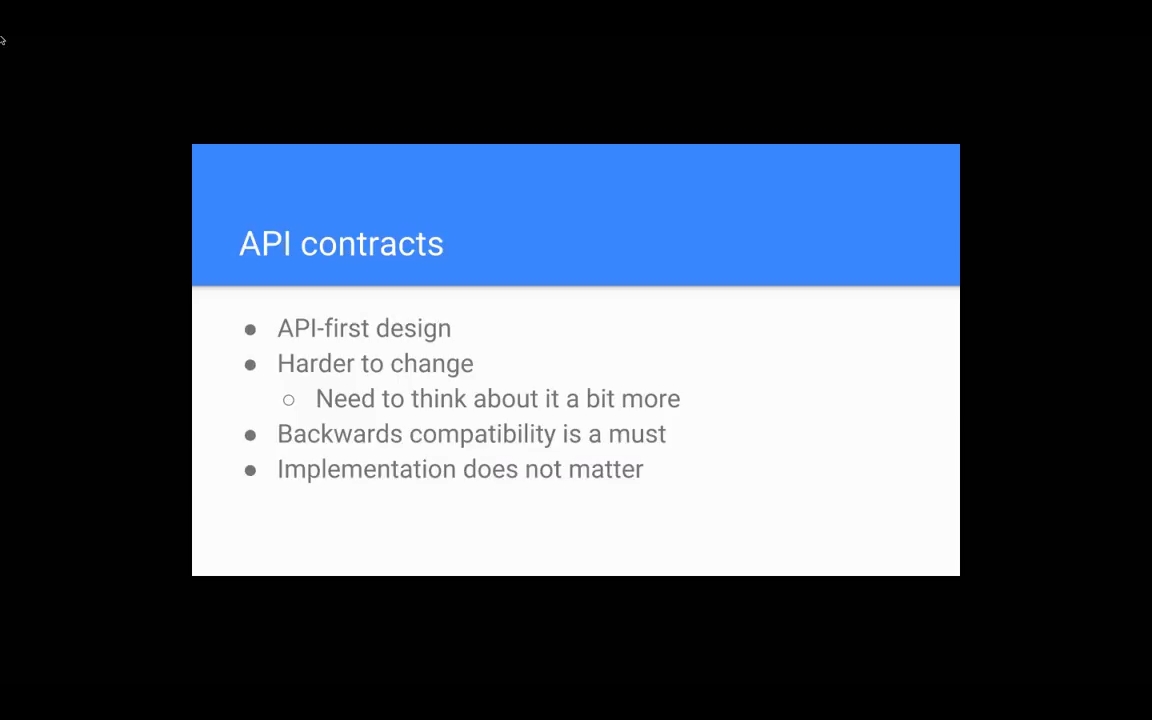 API contracts
● API-first design
● Harder to change
○ Need to think about it a bit more
● Backwards compatibility is a must
● Implementation does not matter